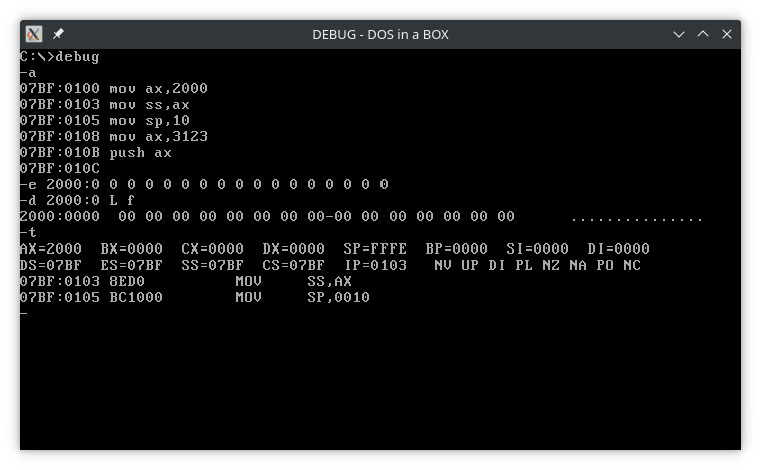 DEBUG - DOS in a BOX
C:\>debug
-a
07BF:0100 mov ax,2000
07BF:0103 mov ss,ax
07BF:0105 mov sp,10
07BF:0108 mov ax,3123
07BF:010B push ax
07BF:010C
-e 2000:0 0 0 0 0 0 0 0 0 0 0 0 0 0 0 0 0
-d 2000:0 L f
2000:0000  00 00 00 00 00 00 00 00-00 00 00 00 00 00 00      ...............
-t
AX=2000  BX=0000  CX=0000  DX=0000  SP=FFFE  BP=0000  SI=0000  DI=0000
DS=07BF  ES=07BF  SS=07BF  CS=07BF  IP=0103   NV UP DI PL NZ NA PO NC
07BF:0103 8ED0          MOV     SS,AX
07BF:0105 BC1000        MOV     SP,0010
-